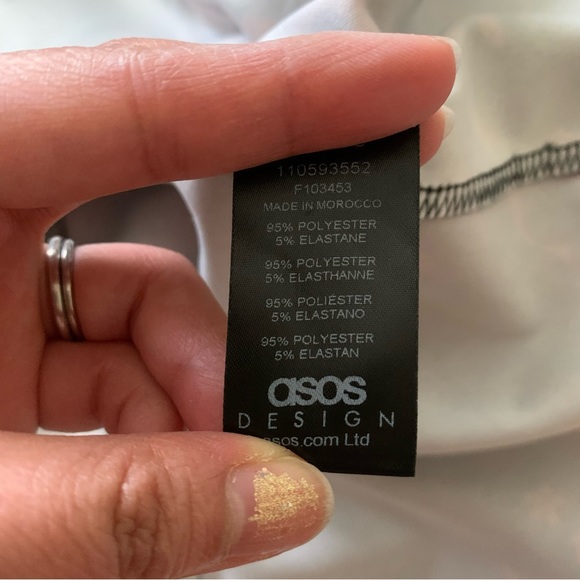 110593552
F103453
MADE IN MOROCCO
95% POLYESTER
5% ELASTANE
95% POLYESTER
5% ELASTHANNE
95% POLIÉSTER
5% ELASTANO
95% POLYESTER
5% ELASTAN
asos
DESIGN
asos.com Ltd